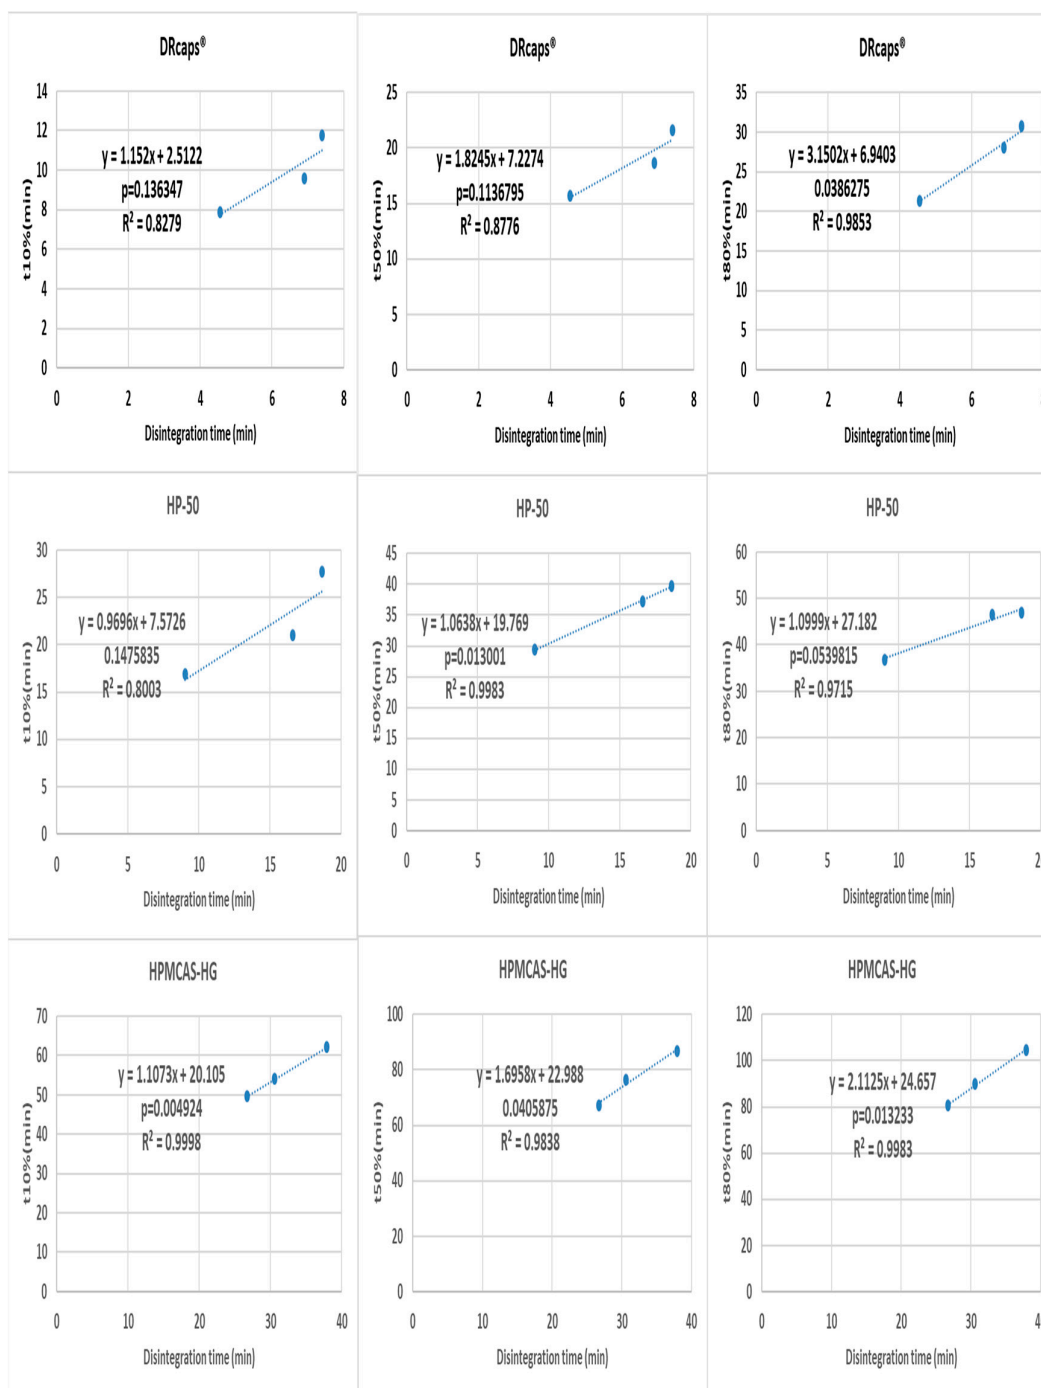 DRcaps®
t10%(min)
14
12
10
8
6
4
2
0
y = 1.152x + 2.5122
p=0.136347
R² = 0.8279
0 2 4 6 8
Disintegration time (min)
DRcaps®
t50%(min)
25
20
15
10
5
0
y = 1.8245x + 7.2274
p=0.1136795
R² = 0.8776
0 2 4 6 8
Disintegration time (min)
DRcaps®
t80%(min)
35
30
25
20
15
10
5
0
y = 3.1502x + 6.9403
0.0386275
R² = 0.9853
0 2 4 6 8
Disintegration time (min)
HP-50
t10%(min)
30
25
20
15
10
5
0
y = 0.9696x + 7.5726
0.1475835
R² = 0.8003
0 5 10 15 20
Disintegration time (min)
HP-50
t50%(min)
45
40
35
30
25
20
15
10
5
0
y = 1.0638x + 19.769
p=0.013001
R² = 0.9983
0 5 10 15 20
Disintegration time (min)
HP-50
t80%(min)
60
50
40
30
20
10
0
y = 1.0999x + 27.182
p=0.0539815
R² = 0.9715
0 5 10 15 20
Disintegration time (min)
HPMCAS-HG
t10%(min)
70
60
50
40
30
20
10
0
y = 1.1073x + 20.105
p=0.004924
R² = 0.9998
0 10 20 30 40
Disintegration time (min)
HPMCAS-HG
t50%(min)
100
80
60
40
20
0
y = 1.6958x + 22.988
0.0405875
R² = 0.9838
0 10 20 30 40
Disintegration time (min)
HPMCAS-HG
t80%(min)
120
100
80
60
40
20
0
y = 2.1125x + 24.657
p=0.013233
R² = 0.9983
0 10 20 30 40
Disintegration time (min)